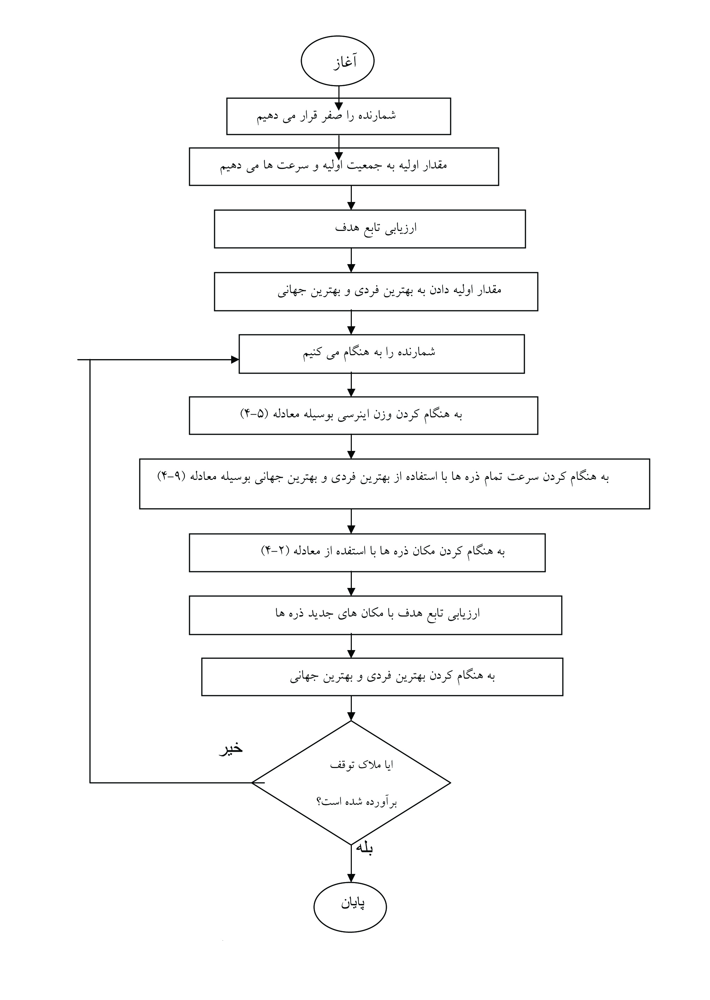 آغاز
شمارنده را صفر قرار می دهیم
مقدار اولیه به جمعیت اولیه و سرعت ها می دهیم
ارزیابی تابع هدف
مقدار اولیه دادن به بهترین فردی و بهترین جهانی
شمارنده را به هنگام می کنیم
به هنگام کردن وزن اینرسی بوسیله معادله (۵-۴)
به هنگام کردن سرعت تمام ذره ها با استفاده از بهترین فردی و بهترین جهانی بوسیله معادله (۹-۴)
به هنگام کردن مکان ذره ها با استفده از معادله (۲-۴)
ارزیابی تابع هدف با مکان های جدید ذره ها
به هنگام کردن بهترین فردی و بهترین جهانی
خیر
ایا ملاک توقف
برآورده شده است؟
بله
پایان